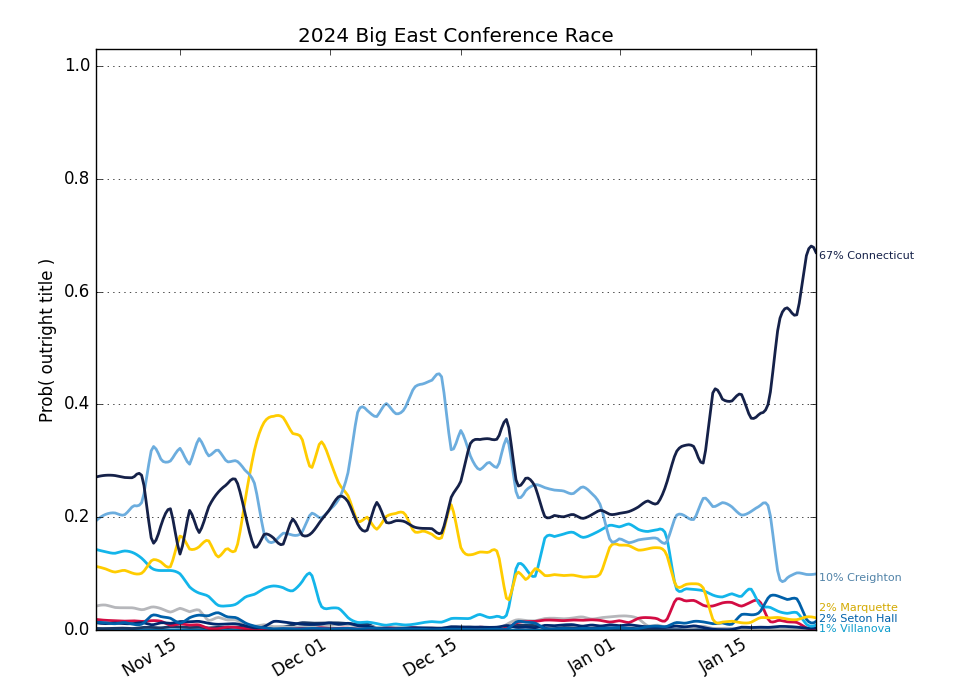 2024 Big East Conference Race
Prob( outright title )
1.0
0.8
0.6
0.4
0.2
0.0
67% Connecticut
10% Creighton
2% Marquette
2% Seton Hall
1% Villanova
Nov 15
Dec 01
Dec 15
Jan 01
Jan 15